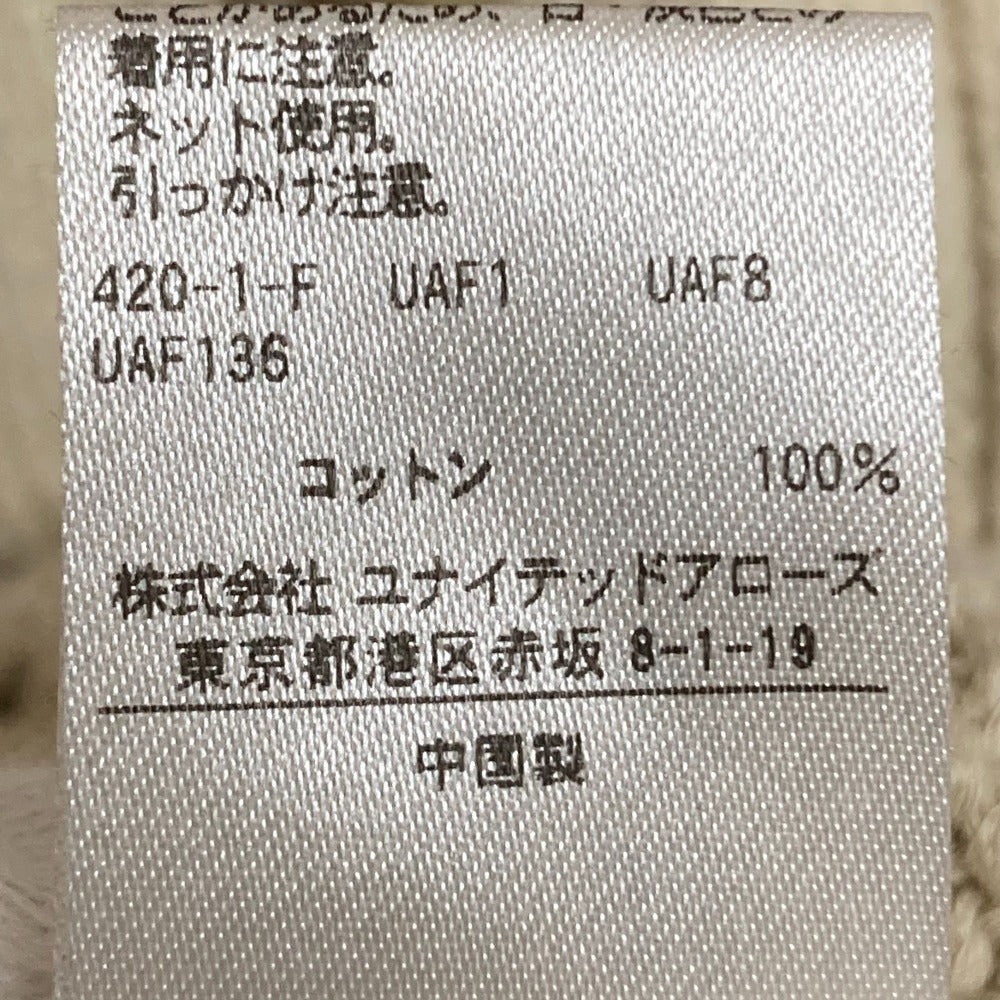 着用に注意。
ネット使用。
引っかけ注意。
420-1-F UAF1 UAF8
UAF136
コットン 100%
株式会社 ユナイテッドアローズ
東京都港区赤坂 8-1-19
中国製